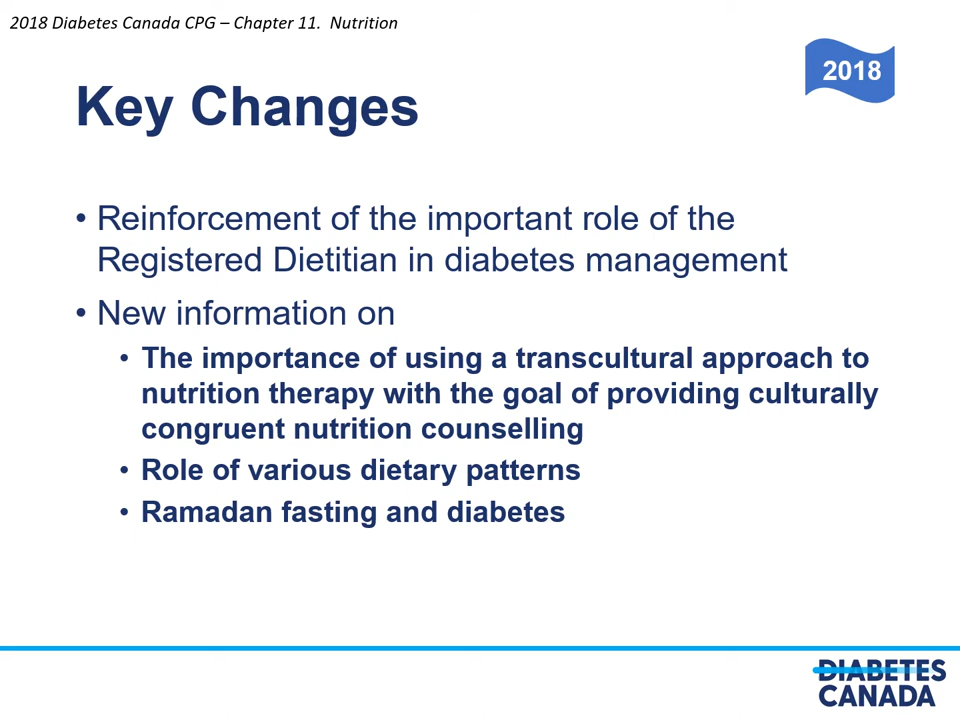 2018 Diabetes Canada CPG – Chapter 11. Nutrition
2018
Key Changes
• Reinforcement of the important role of the
Registered Dietitian in diabetes management
• New information on
• The importance of using a transcultural approach to
nutrition therapy with the goal of providing culturally
congruent nutrition counselling
• Role of various dietary patterns
• Ramadan fasting and diabetes
DIABETES
CANADA